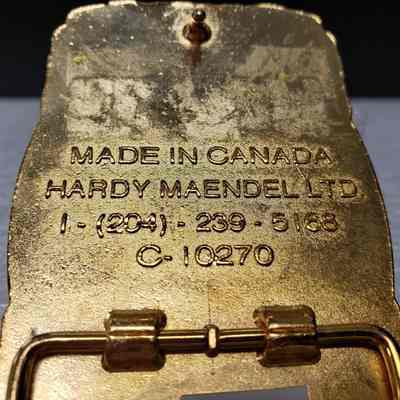 MADE IN CANADA
HARDY MAENDEL LTD
1-(204)-239-5168
C-10270